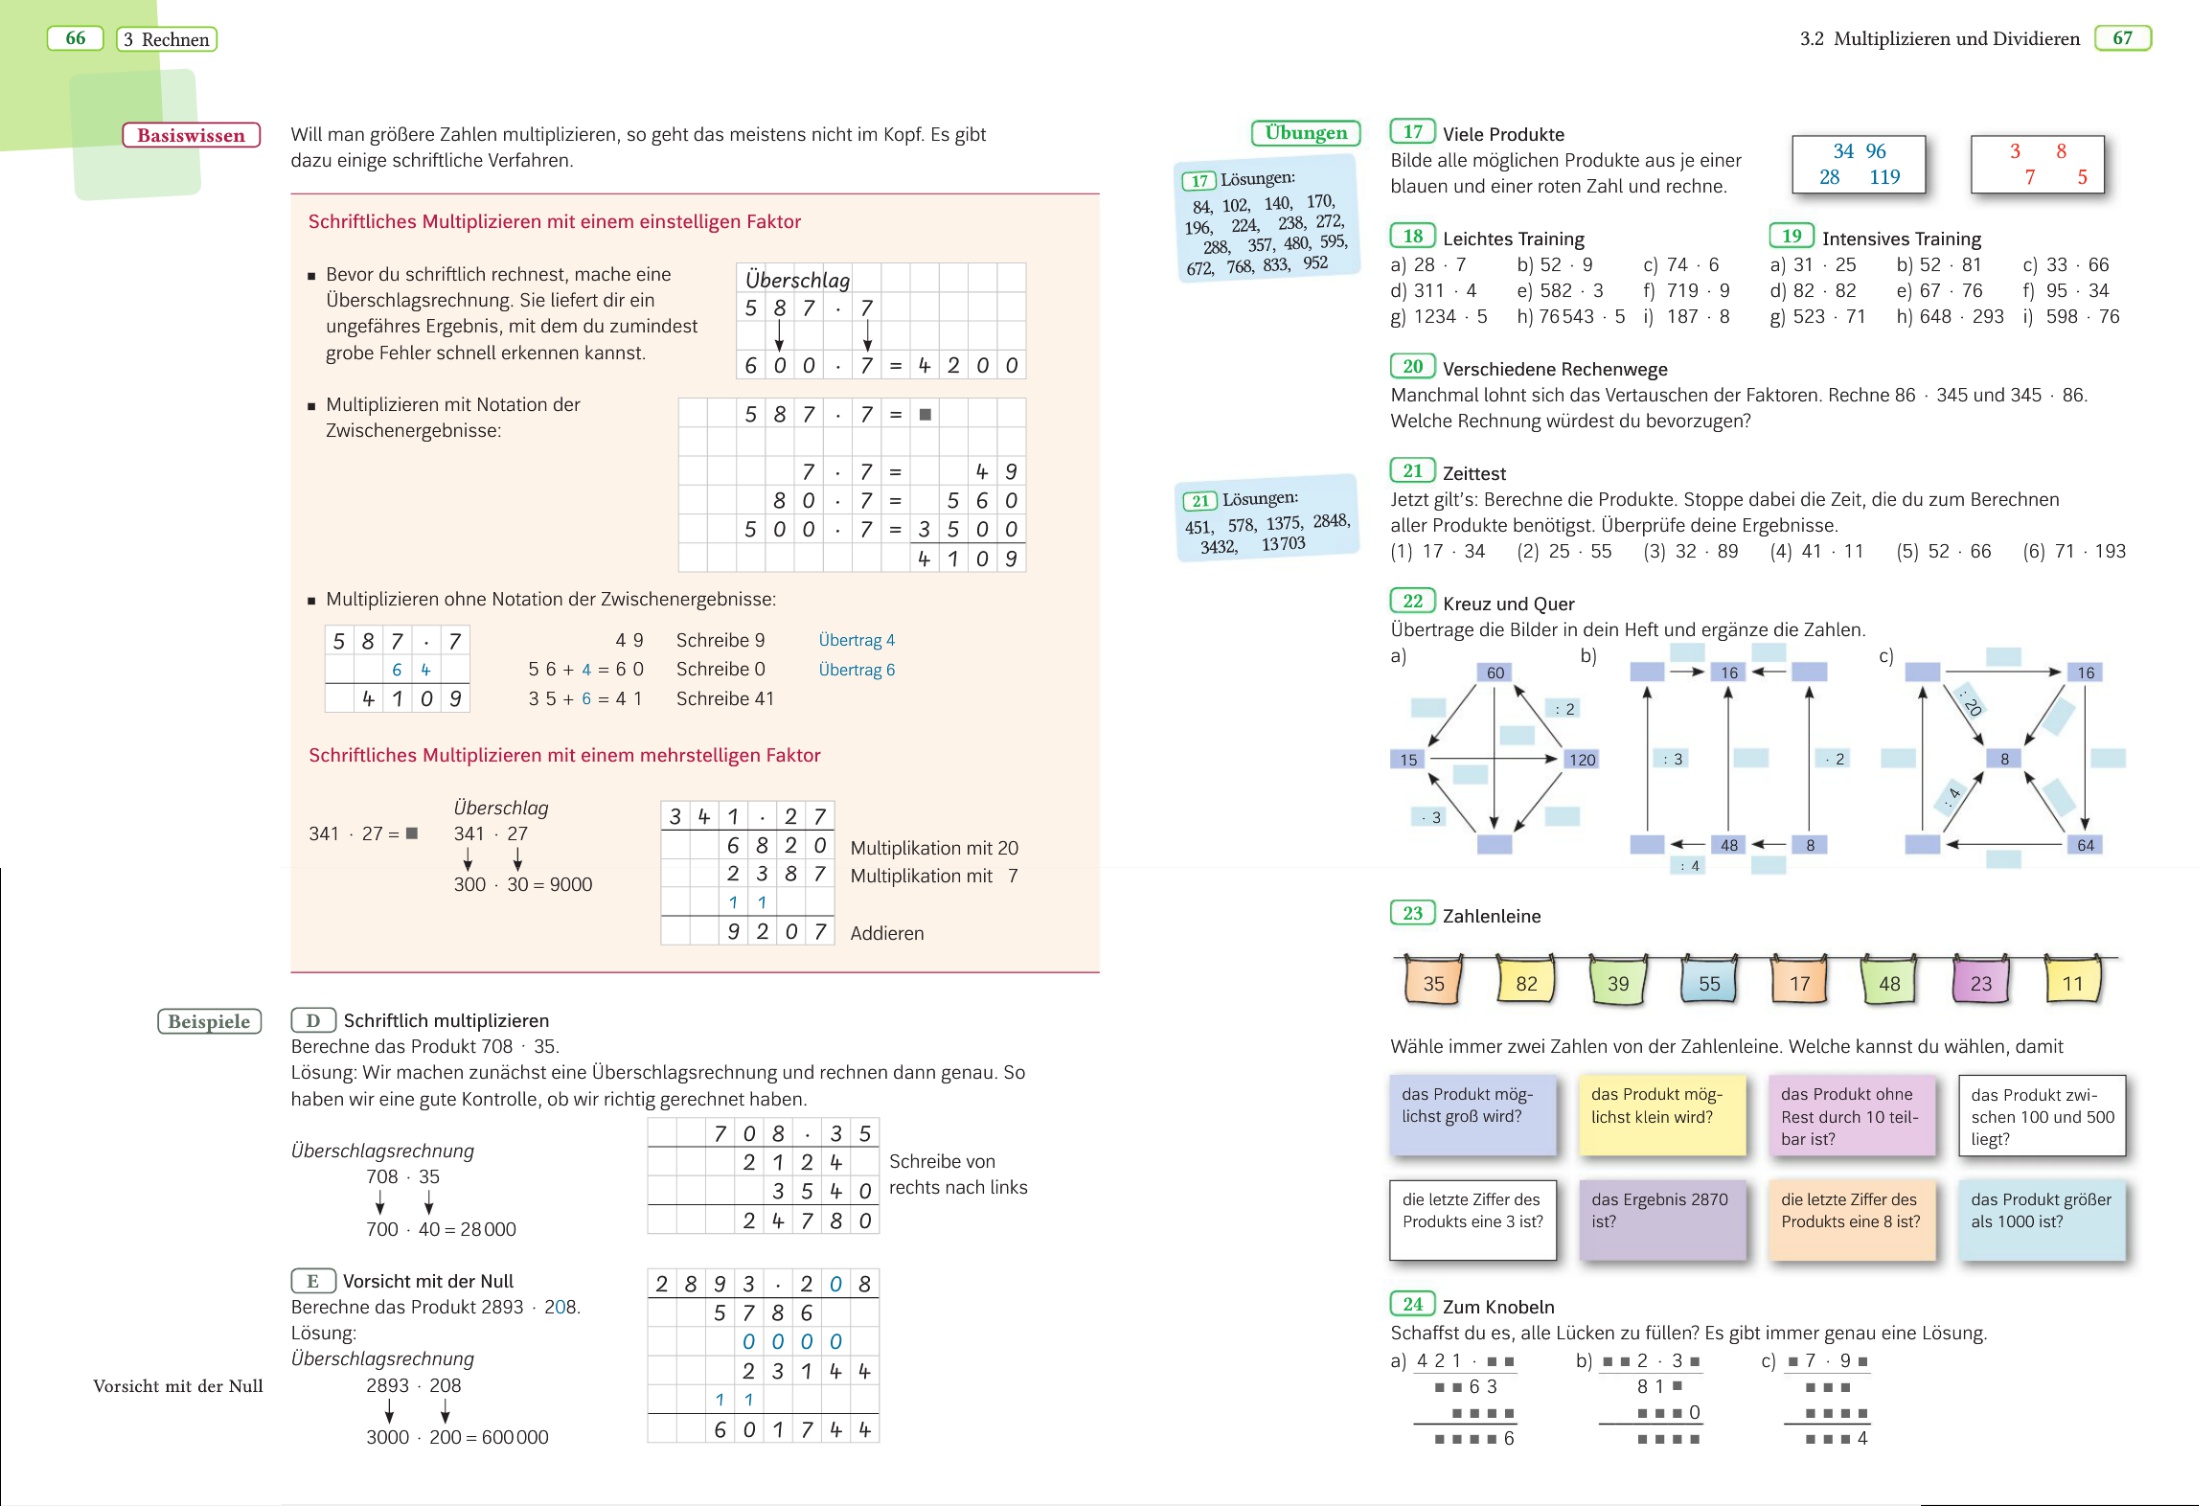 66 3 Rechnen
Basiswissen
Will man größere Zahlen multiplizieren, so geht das meistens nicht im Kopf. Es gibt
dazu einige schriftliche Verfahren.
Schriftliches Multiplizieren mit einem einstelligen Faktor
▪ Bevor du schriftlich rechnest, mache eine
Überschlagsrechnung. Sie liefert dir ein
ungefähres Ergebnis, mit dem du zumindest
grobe Fehler schnell erkennen kannst.
Überschlag
5 8 7 · 7
6 0 0 · 7 = 4 2 0 0
▪ Multiplizieren mit Notation der
Zwischenergebnisse:
5 8 7 · 7 = ■
7 · 7 = 4 9
8 0 · 7 = 5 6 0
5 0 0 · 7 = 3 5 0 0
4 1 0 9
▪ Multiplizieren ohne Notation der Zwischenergebnisse:
5 8 7 · 7
6 4
4 1 0 9
4 9 Schreibe 9 Übertrag 4
5 6 + 4 = 6 0 Schreibe 0 Übertrag 6
3 5 + 6 = 4 1 Schreibe 41
Schriftliches Multiplizieren mit einem mehrstelligen Faktor
341 · 27 = ■
Überschlag
341 · 27
300 · 30 = 9000
3 4 1 · 2 7
6 8 2 0 Multiplikation mit 20
2 3 8 7 Multiplikation mit 7
1 1
9 2 0 7 Addieren
Beispiele
D Schriftlich multiplizieren
Berechne das Produkt 708 · 35.
Lösung: Wir machen zunächst eine Überschlagsrechnung und rechnen dann genau. So
haben wir eine gute Kontrolle, ob wir richtig gerechnet haben.
Überschlagsrechnung
708 · 35
700 · 40 = 28 000
7 0 8 · 3 5
2 1 2 4
3 5 4 0
2 4 7 8 0
Schreibe von
rechts nach links
E Vorsicht mit der Null
Berechne das Produkt 2893 · 208.
Lösung:
Überschlagsrechnung
2893 · 208
3000 · 200 = 600 000
Vorsicht mit der Null
2 8 9 3 · 2 0 8
5 7 8 6
0 0 0 0
2 3 1 4 4
1 1
6 0 1 7 4 4
3.2 Multiplizieren und Dividieren 67
Übungen
17 Lösungen:
84, 102, 140, 170,
196, 224, 238, 272,
288, 357, 480, 595,
672, 768, 833, 952
17 Viele Produkte
Bilde alle möglichen Produkte aus je einer
blauen und einer roten Zahl und rechne.
34 96
28 119
3 8
7 5
18 Leichtes Training
a) 28 · 7 b) 52 · 9 c) 74 · 6
d) 311 · 4 e) 582 · 3 f) 719 · 9
g) 1234 · 5 h) 76 543 · 5 i) 187 · 8
19 Intensives Training
a) 31 · 25 b) 52 · 81 c) 33 · 66
d) 82 · 82 e) 67 · 76 f) 95 · 34
g) 523 · 71 h) 648 · 293 i) 598 · 76
20 Verschiedene Rechenwege
Manchmal lohnt sich das Vertauschen der Faktoren. Rechne 86 · 345 und 345 · 86.
Welche Rechnung würdest du bevorzugen?
21 Lösungen:
451, 578, 1375, 2848,
3432, 13 703
21 Zeittest
Jetzt gilt's: Berechne die Produkte. Stoppe dabei die Zeit, die du zum Berechnen
aller Produkte benötigst. Überprüfe deine Ergebnisse.
(1) 17 · 34 (2) 25 · 55 (3) 32 · 89 (4) 41 · 11 (5) 52 · 66 (6) 71 · 193
22 Kreuz und Quer
Übertrage die Bilder in dein Heft und ergänze die Zahlen.
a)
60
: 2
15 120
· 3
b)
16
: 3 · 2
48 8
: 4
c)
16
: 20
8
: 4
64
23 Zahlenleine
35 82 39 55 17 48 23 11
Wähle immer zwei Zahlen von der Zahlenleine. Welche kannst du wählen, damit
das Produkt mög-
lichst groß wird?
das Produkt mög-
lichst klein wird?
das Produkt ohne
Rest durch 10 teil-
bar ist?
das Produkt zwi-
schen 100 und 500
liegt?
die letzte Ziffer des
Produkts eine 3 ist?
das Ergebnis 2870
ist?
die letzte Ziffer des
Produkts eine 8 ist?
das Produkt größer
als 1000 ist?
24 Zum Knobeln
Schaffst du es, alle Lücken zu füllen? Es gibt immer genau eine Lösung.
a) 4 2 1 · ■ ■
■ ■ 6 3
■ ■ ■ ■
■ ■ ■ ■ 6
b) ■ ■ 2 · 3 ■
8 1 ■
■ ■ ■ 0
■ ■ ■ ■
c) ■ 7 · 9 ■
■ ■ ■
■ ■ ■ ■
■ ■ ■ 4